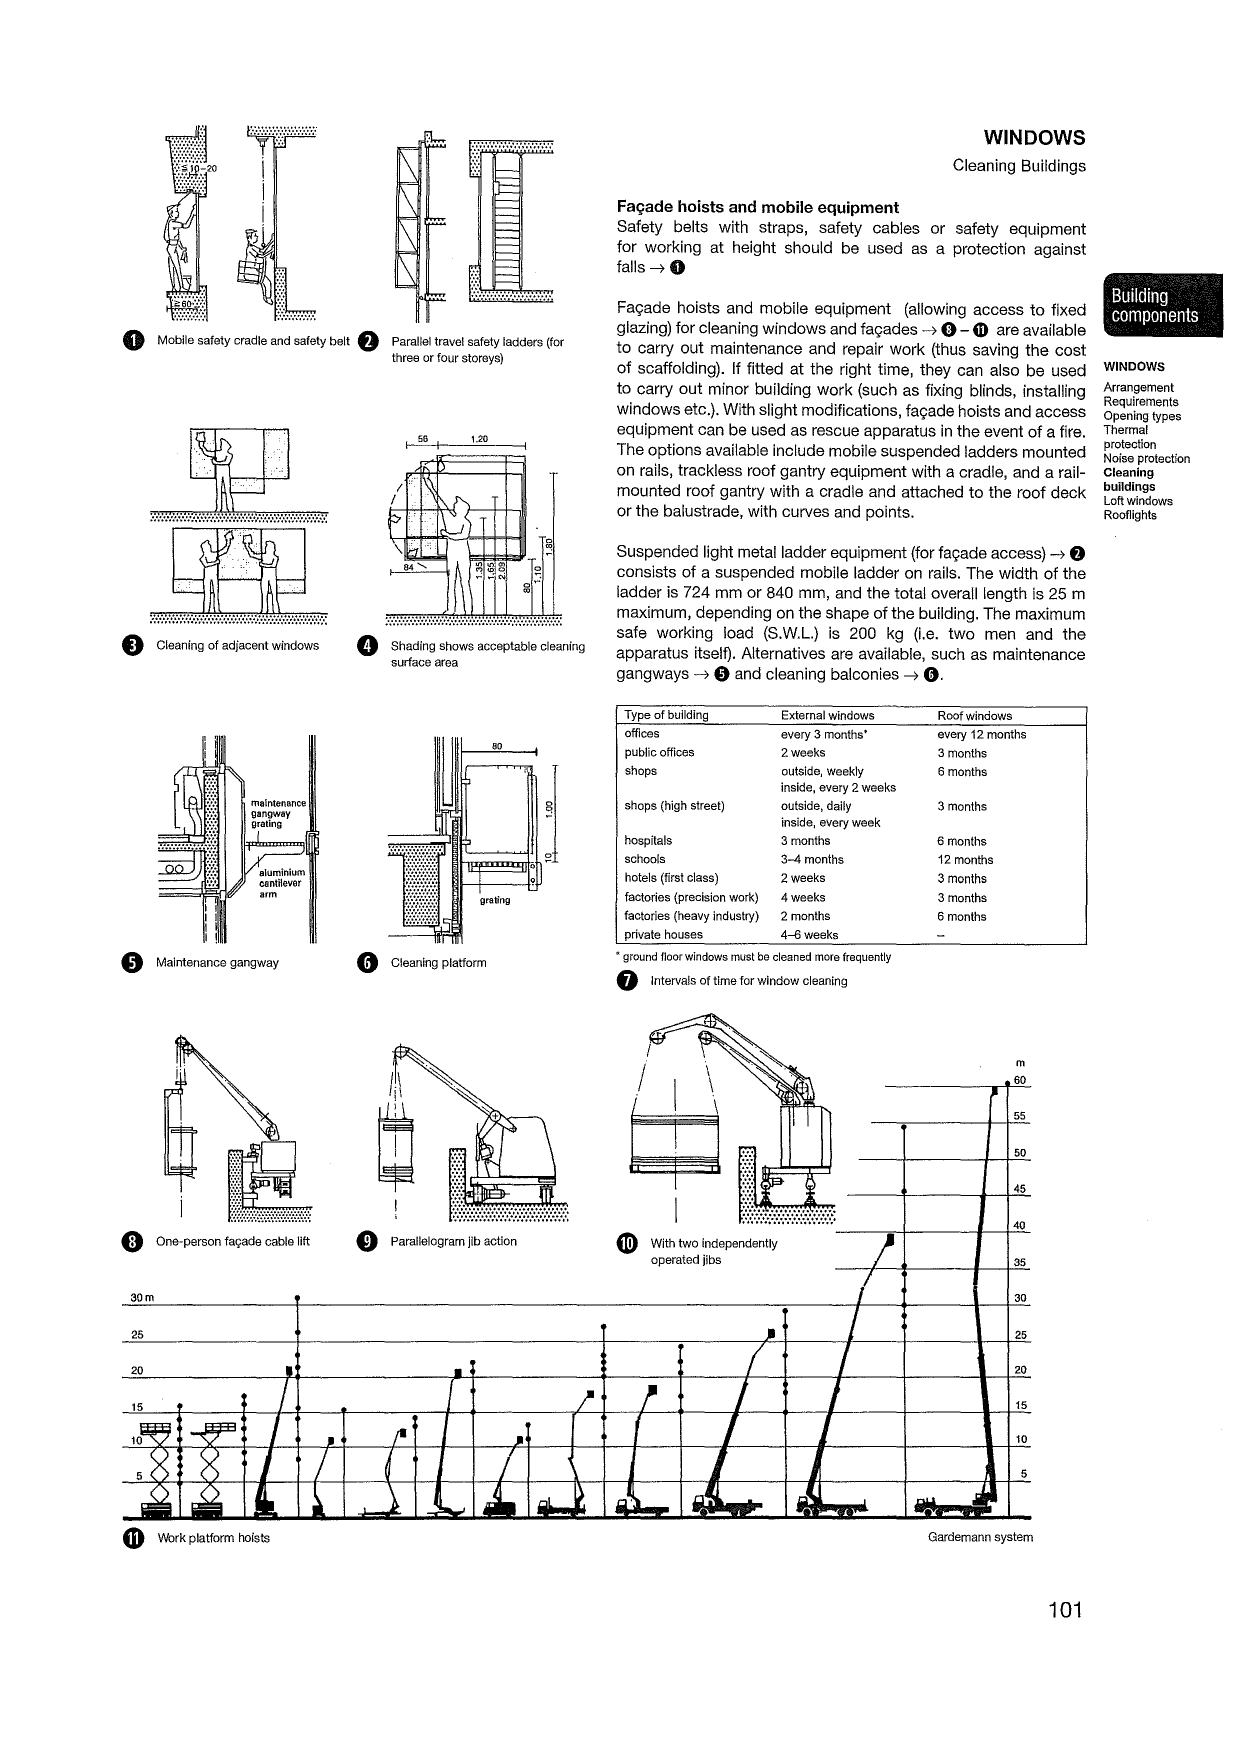 WINDOWS
Cleaning Buildings
Façade hoists and mobile equipment
Safety belts with straps, safety cables or safety equipment
for working at height should be used as a protection against
falls → ❶
Façade hoists and mobile equipment (allowing access to fixed
glazing) for cleaning windows and façades → ❽ – ⓫ are available
to carry out maintenance and repair work (thus saving the cost
of scaffolding). If fitted at the right time, they can also be used
to carry out minor building work (such as fixing blinds, installing
windows etc.). With slight modifications, façade hoists and access
equipment can be used as rescue apparatus in the event of a fire.
The options available include mobile suspended ladders mounted
on rails, trackless roof gantry equipment with a cradle, and a rail-
mounted roof gantry with a cradle and attached to the roof deck
or the balustrade, with curves and points.
Suspended light metal ladder equipment (for façade access) → ❷
consists of a suspended mobile ladder on rails. The width of the
ladder is 724 mm or 840 mm, and the total overall length is 25 m
maximum, depending on the shape of the building. The maximum
safe working load (S.W.L.) is 200 kg (i.e. two men and the
apparatus itself). Alternatives are available, such as maintenance
gangways → ❺ and cleaning balconies → ❻.
Building
components
WINDOWS
Arrangement
Requirements
Opening types
Thermal
protection
Noise protection
Cleaning
buildings
Loft windows
Rooflights
≦ 10–20
≧60
❶ Mobile safety cradle and safety belt
❷ Parallel travel safety ladders (for
three or four storeys)
❸ Cleaning of adjacent windows
56 1.20
84
1.35
1.65
2.09
80
1.10
1.80
❹ Shading shows acceptable cleaning
surface area
maintenance
gangway
grating
aluminium
cantilever
arm
❺ Maintenance gangway
80
1.00
10
grating
❻ Cleaning platform
Type of building External windows Roof windows
offices every 3 months* every 12 months
public offices 2 weeks 3 months
shops outside, weekly 6 months
inside, every 2 weeks
shops (high street) outside, daily 3 months
inside, every week
hospitals 3 months 6 months
schools 3–4 months 12 months
hotels (first class) 2 weeks 3 months
factories (precision work) 4 weeks 3 months
factories (heavy industry) 2 months 6 months
private houses 4–6 weeks –
* ground floor windows must be cleaned more frequently
❼ Intervals of time for window cleaning
❽ One-person façade cable lift
❾ Parallelogram jib action
❿ With two independently
operated jibs
30 m
25
20
15
10
5
m
60
55
50
45
40
35
30
25
20
15
10
5
⓫ Work platform hoists
Gardemann system
101